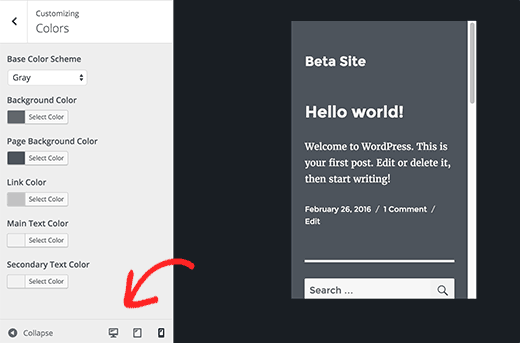 Customizing
Colors
Base Color Scheme
Gray
Background Color
Select Color
Page Background Color
Select Color
Link Color
Select Color
Main Text Color
Select Color
Secondary Text Color
Select Color
Collapse
Beta Site
Hello world!
Welcome to WordPress. This is
your first post. Edit or delete it,
then start writing!
February 26, 2016 / 1 Comment /
Edit
Search ...